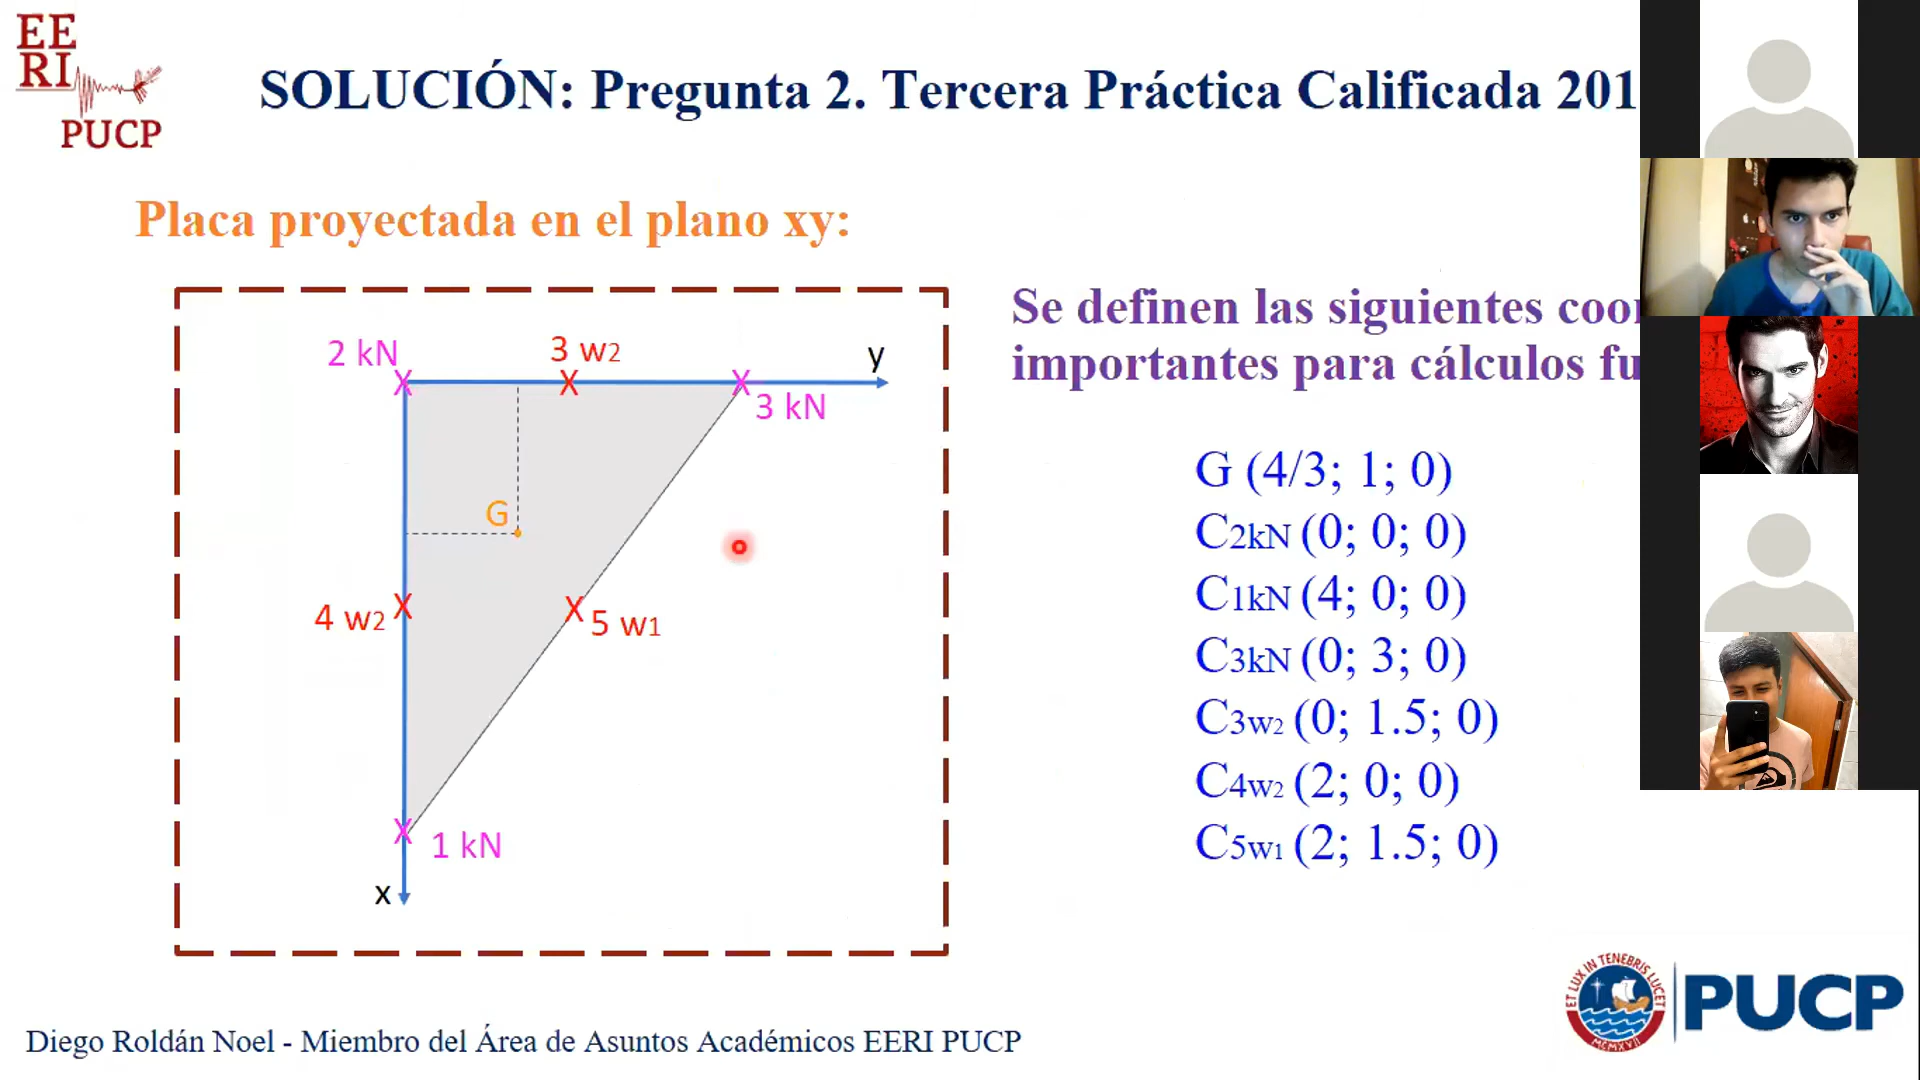 EE
RI
PUCP
SOLUCIÓN: Pregunta 2. Tercera Práctica Calificada 201
Placa proyectada en el plano xy:
2 kN
3 w2
y
3 kN
G
4 w2
5 w1
1 kN
x
Se definen las siguientes coor
importantes para cálculos fu
G (4/3; 1; 0)
C2kN (0; 0; 0)
C1kN (4; 0; 0)
C3kN (0; 3; 0)
C3w2 (0; 1.5; 0)
C4w2 (2; 0; 0)
C5w1 (2; 1.5; 0)
ET LUX IN TENEBRIS LUCET
MCMXVII
PUCP
Diego Roldán Noel - Miembro del Área de Asuntos Académicos EERI PUCP